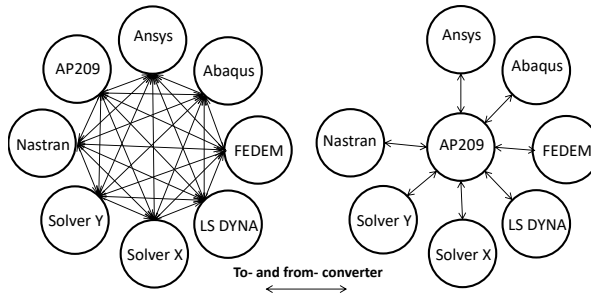 Ansys
AP209
Abaqus
Nastran
FEDEM
Solver Y
LS DYNA
Solver X
Ansys
Abaqus
Nastran
AP209
FEDEM
Solver Y
LS DYNA
Solver X
To- and from- converter